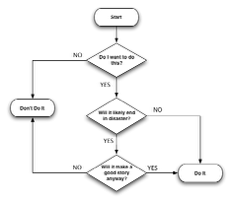 Start
Do I want to do
this?
NO
Don't Do It
YES
Will it likely end
in disaster?
NO
YES
Will it make a
good story
anyway?
NO
YES
Do It